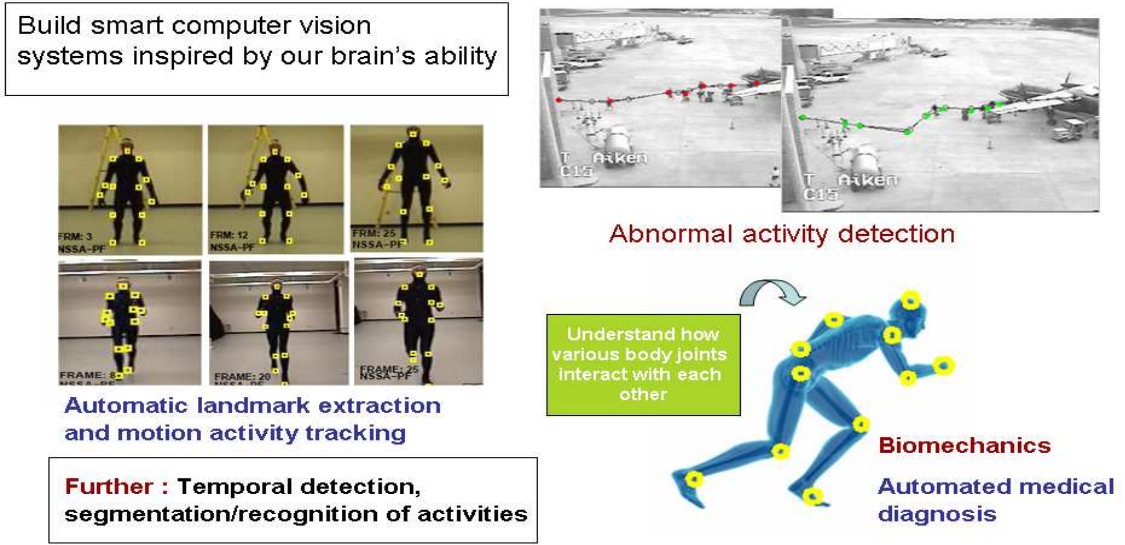 Build smart computer vision
systems inspired by our brain's ability
T. Aiken
C15
T. Aiken
C15
Abnormal activity detection
FRM: 3
NSSA-PF
FRM: 12
NSSA-PF
FRM: 25
NSSA-PF
FRAME: 8
NSSA-PF
FRAME: 20
NSSA-PF
FRAME: 25
NSSA-PF
Automatic landmark extraction
and motion activity tracking
Understand how
various body joints
interact with each
other
Biomechanics
Automated medical
diagnosis
Further : Temporal detection,
segmentation/recognition of activities